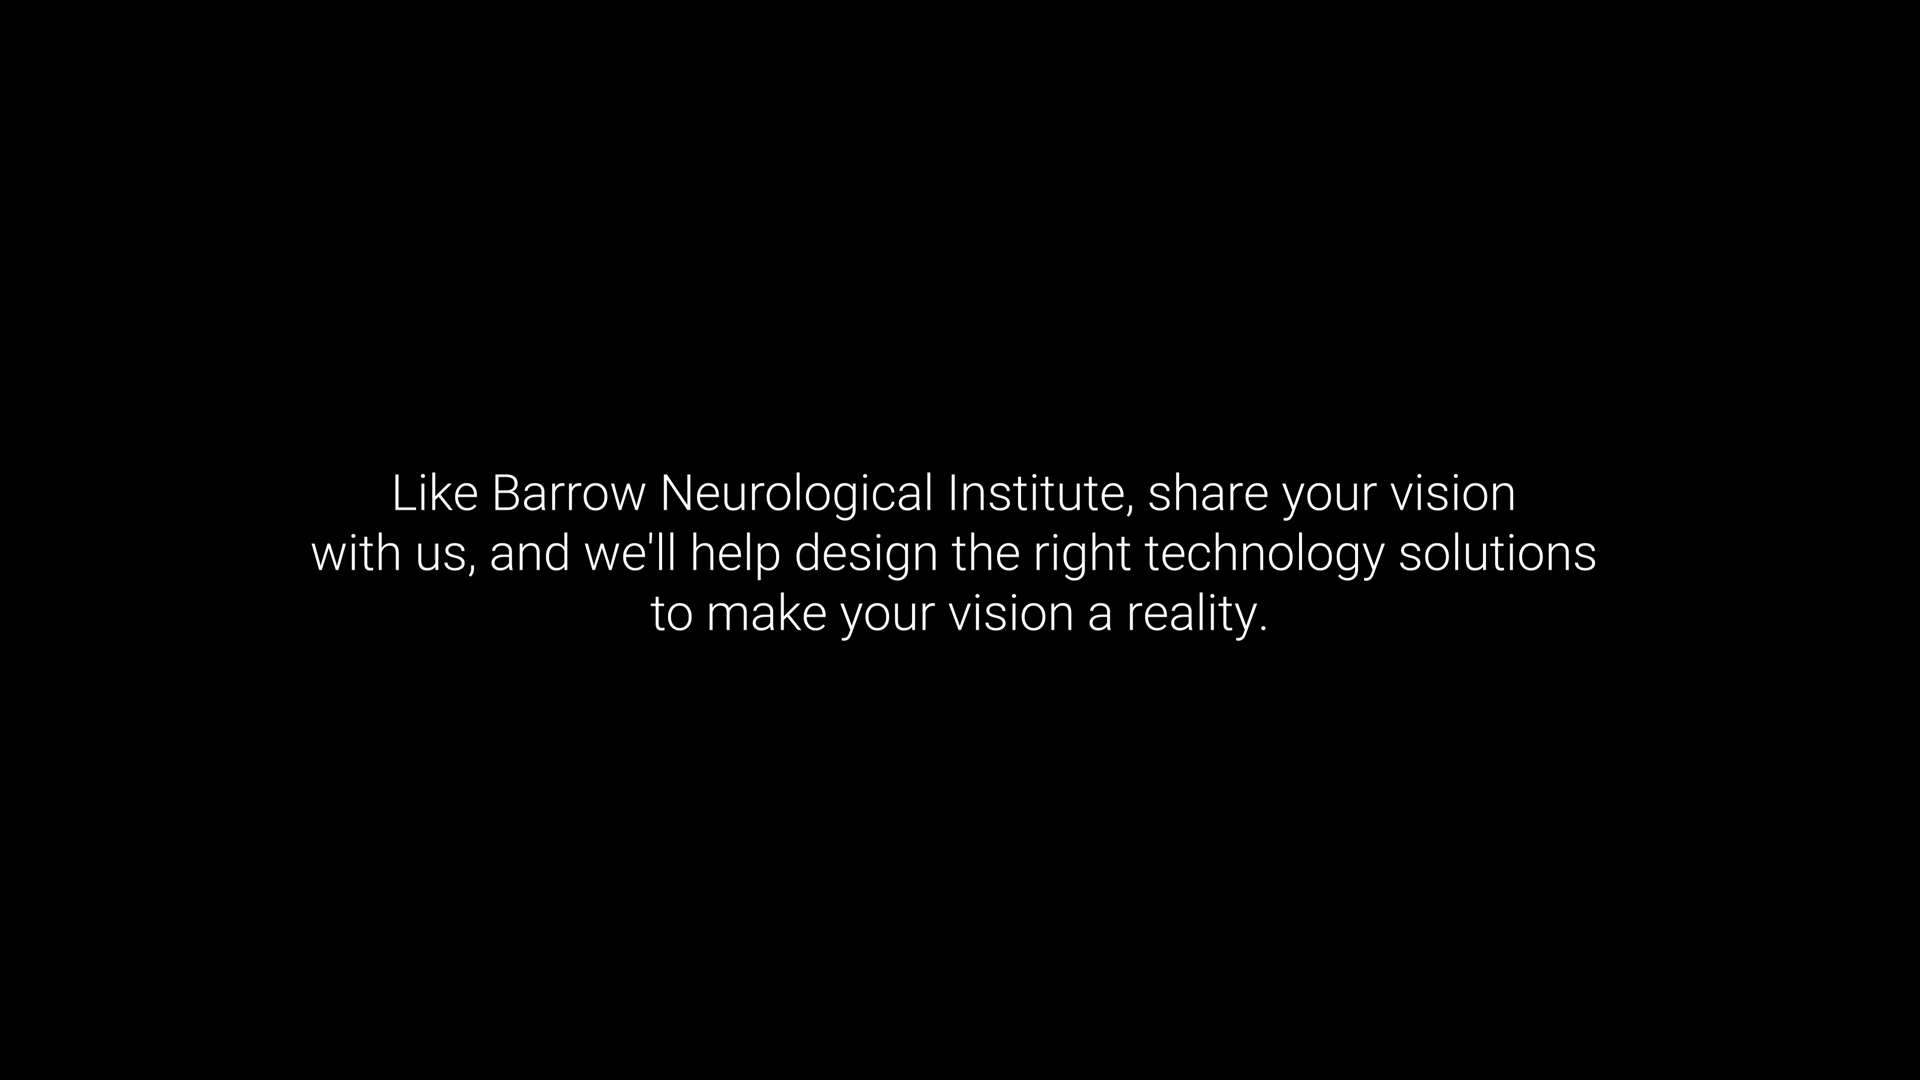 Like Barrow Neurological Institute, share your vision
with us, and we'll help design the right technology solutions
to make your vision a reality.